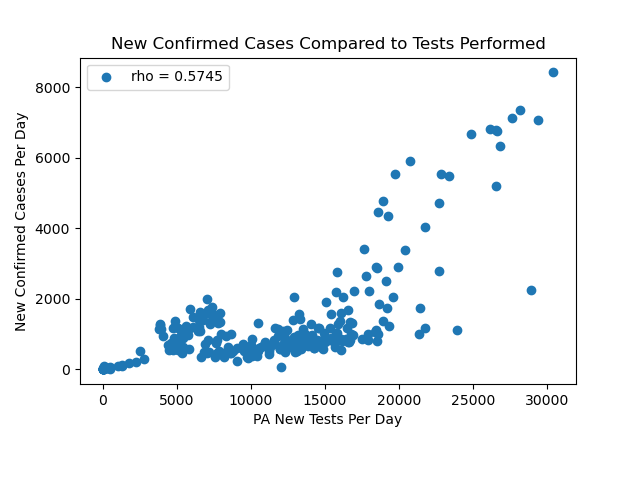 New Confirmed Cases Compared to Tests Performed
rho = 0.5745
New Confirmed Caeses Per Day
8000
6000
4000
2000
0
0 5000 10000 15000 20000 25000 30000
PA New Tests Per Day